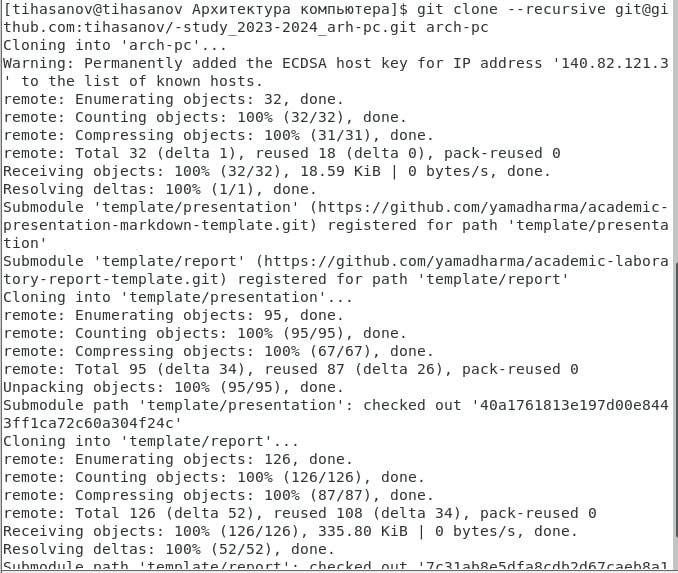 [tihasanov@tihasanov Архитектура компьютера]$ git clone --recursive git@gi
thub.com:tihasanov/-study_2023-2024_arh-pc.git arch-pc
Cloning into 'arch-pc'...
Warning: Permanently added the ECDSA host key for IP address '140.82.121.3
' to the list of known hosts.
remote: Enumerating objects: 32, done.
remote: Counting objects: 100% (32/32), done.
remote: Compressing objects: 100% (31/31), done.
remote: Total 32 (delta 1), reused 18 (delta 0), pack-reused 0
Receiving objects: 100% (32/32), 18.59 KiB | 0 bytes/s, done.
Resolving deltas: 100% (1/1), done.
Submodule 'template/presentation' (https://github.com/yamadharma/academic-
presentation-markdown-template.git) registered for path 'template/presenta
tion'
Submodule 'template/report' (https://github.com/yamadharma/academic-labora
tory-report-template.git) registered for path 'template/report'
Cloning into 'template/presentation'...
remote: Enumerating objects: 95, done.
remote: Counting objects: 100% (95/95), done.
remote: Compressing objects: 100% (67/67), done.
remote: Total 95 (delta 34), reused 87 (delta 26), pack-reused 0
Unpacking objects: 100% (95/95), done.
Submodule path 'template/presentation': checked out '40a1761813e197d00e844
3ff1ca72c60a304f24c'
Cloning into 'template/report'...
remote: Enumerating objects: 126, done.
remote: Counting objects: 100% (126/126), done.
remote: Compressing objects: 100% (87/87), done.
remote: Total 126 (delta 52), reused 108 (delta 34), pack-reused 0
Receiving objects: 100% (126/126), 335.80 KiB | 0 bytes/s, done.
Resolving deltas: 100% (52/52), done.
Submodule path 'template/report': checked out '7c31ab8e5dfa8cdb2d67caeb8a1